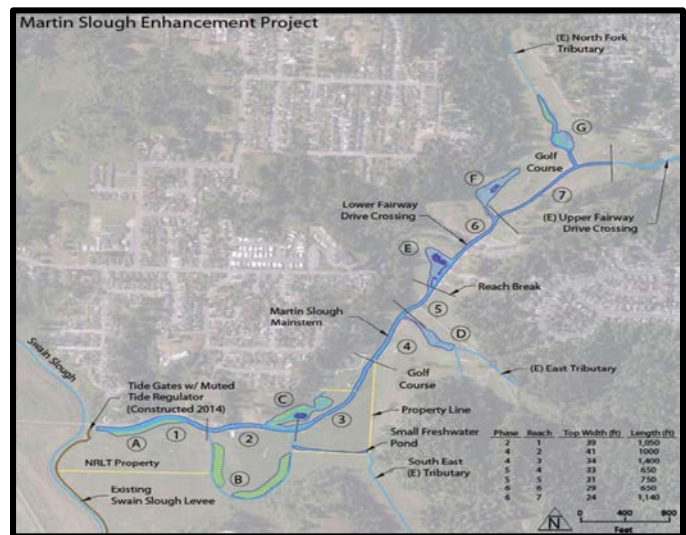 Martin Slough Enhancement Project
(E) North Fork
Tributary
G
Golf
Course
F
7
Lower Fairway
Drive Crossing
6
(E) Upper Fairway
Drive Crossing
E
Reach Break
5
Martin Slough
Mainstem
D
4
Swain Slough
Tide Gates w/ Muted
Tide Regulator
(Constructed 2014)
Golf
Course
(E) East Tributary
C
3
Property Line
A
1
2
Small Freshwater
Pond
NRLT Property
B
South East
(E) Tributary
Existing
Swain Slough Levee
Phase Reach Top Width (ft) Length (ft)
2 1 39 1,050
4 2 41 1000
4 3 34 1,400
5 4 33 650
5 5 31 750
6 6 29 650
6 7 24 1,140
N
0 400 800
Feet